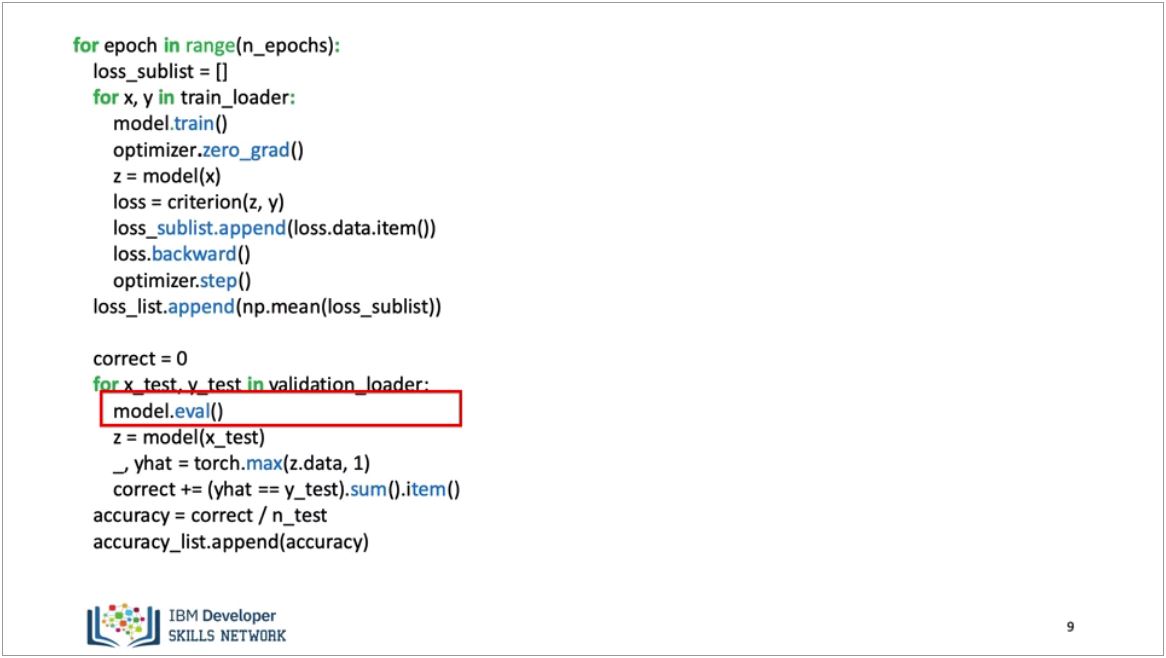 for epoch in range(n_epochs):
loss_sublist = []
for x, y in train_loader:
model.train()
optimizer.zero_grad()
z = model(x)
loss = criterion(z, y)
loss_sublist.append(loss.data.item())
loss.backward()
optimizer.step()
loss_list.append(np.mean(loss_sublist))
correct = 0
for x_test, y_test in validation_loader:
model.eval()
z = model(x_test)
_, yhat = torch.max(z.data, 1)
correct += (yhat == y_test).sum().item()
accuracy = correct / n_test
accuracy_list.append(accuracy)
IBM Developer
SKILLS NETWORK
9